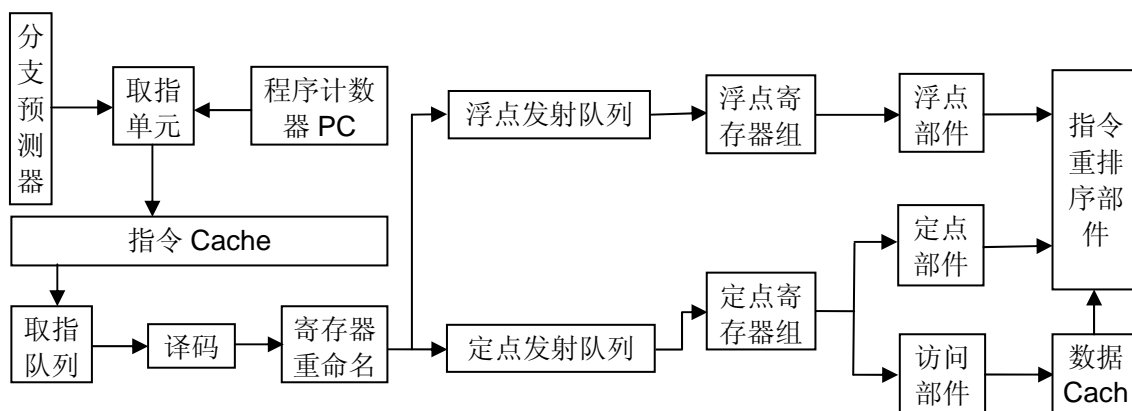 分
支
预
测
器
取指
单元
程序计数
器 PC
指令 Cache
取指
队列
译码
寄存器
重命名
浮点发射队列
浮点寄
存器组
浮点
部件
定点发射队列
定点寄
存器组
定点
部件
访问
部件
指令
重排
序部
件
数据
Cach